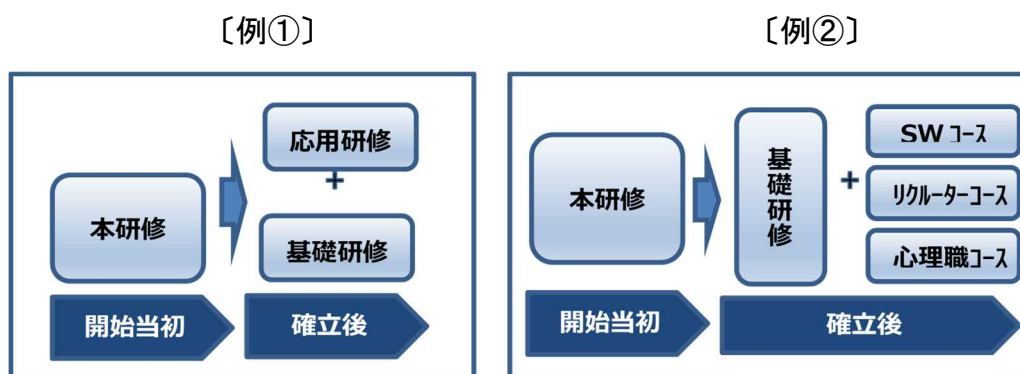 〔例①〕
本研修
応用研修
+
基礎研修
開始当初
確立後
〔例②〕
本研修
基礎研修
+
SWコース
リクルーターコース
心理職コース
開始当初
確立後